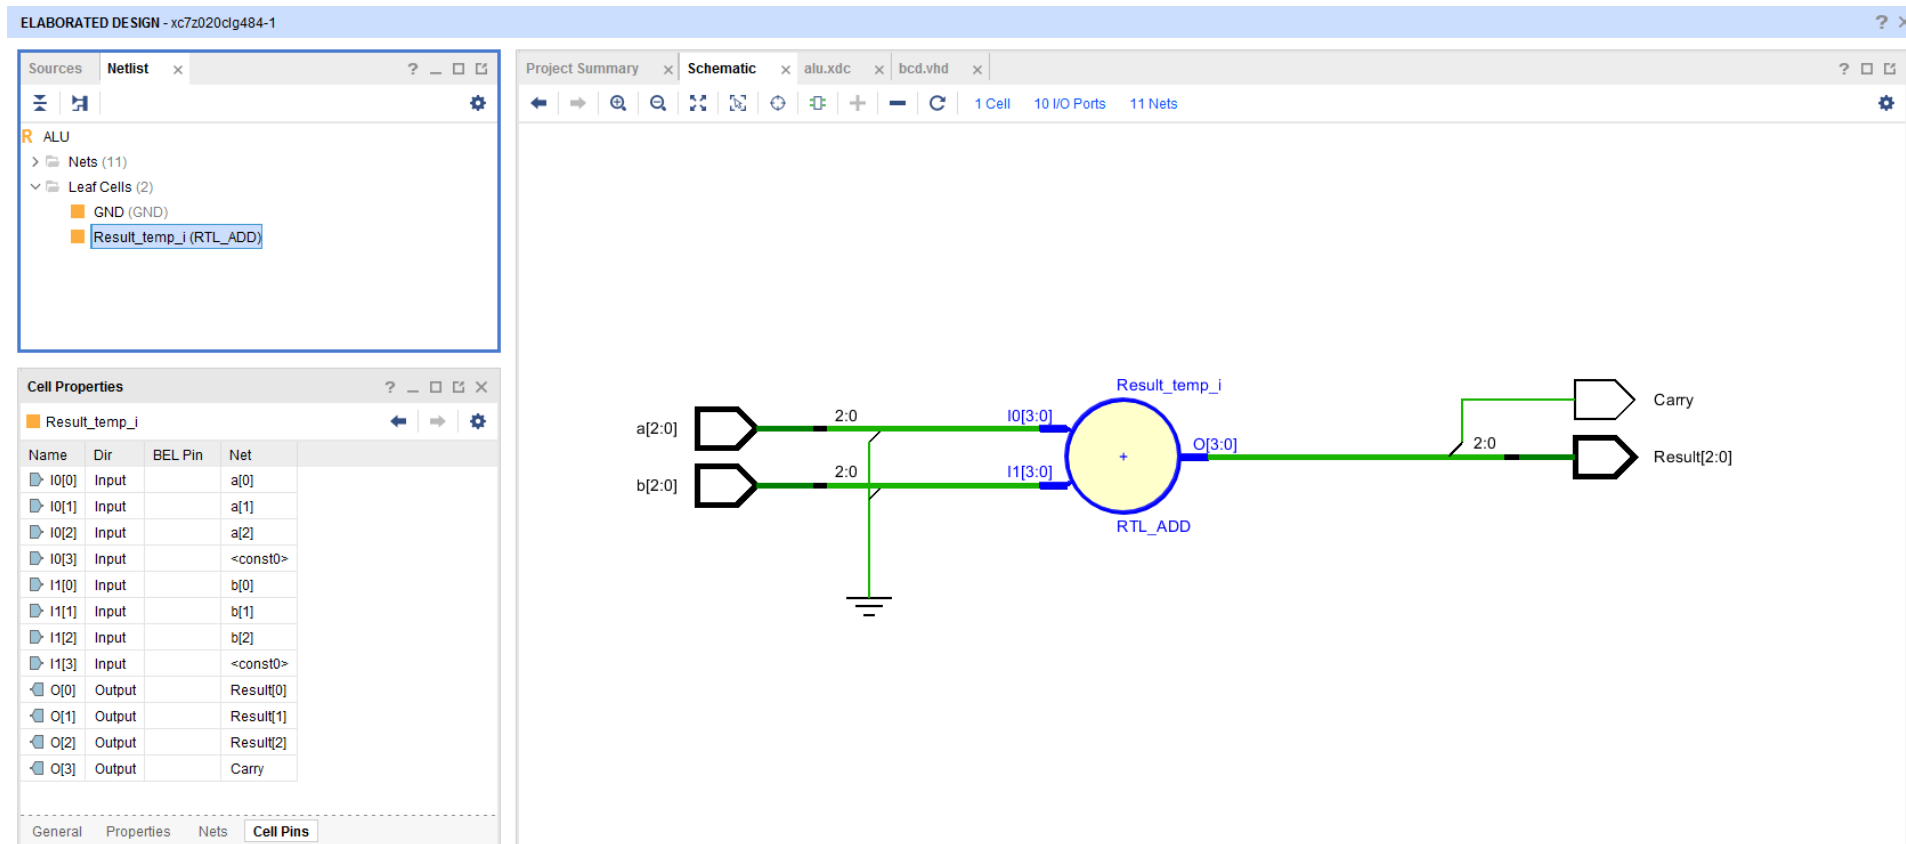 ELABORATED DESIGN - xc7z020clg484-1
Sources Netlist
ALU
Nets (11)
Leaf Cells (2)
GND (GND)
Result_temp_i (RTL_ADD)
Cell Properties
Result_temp_i
Name Dir BEL Pin Net
I0[0] Input a[0]
I0[1] Input a[1]
I0[2] Input a[2]
I0[3] Input <const0>
I1[0] Input b[0]
I1[1] Input b[1]
I1[2] Input b[2]
I1[3] Input <const0>
O[0] Output Result[0]
O[1] Output Result[1]
O[2] Output Result[2]
O[3] Output Carry
General Properties Nets Cell Pins
Project Summary Schematic alu.xdc bcd.vhd
1 Cell 10 I/O Ports 11 Nets
Result_temp_i
a[2:0] 2:0 I0[3:0]
b[2:0] 2:0 I1[3:0]
+
O[3:0]
RTL_ADD
Carry
2:0 Result[2:0]